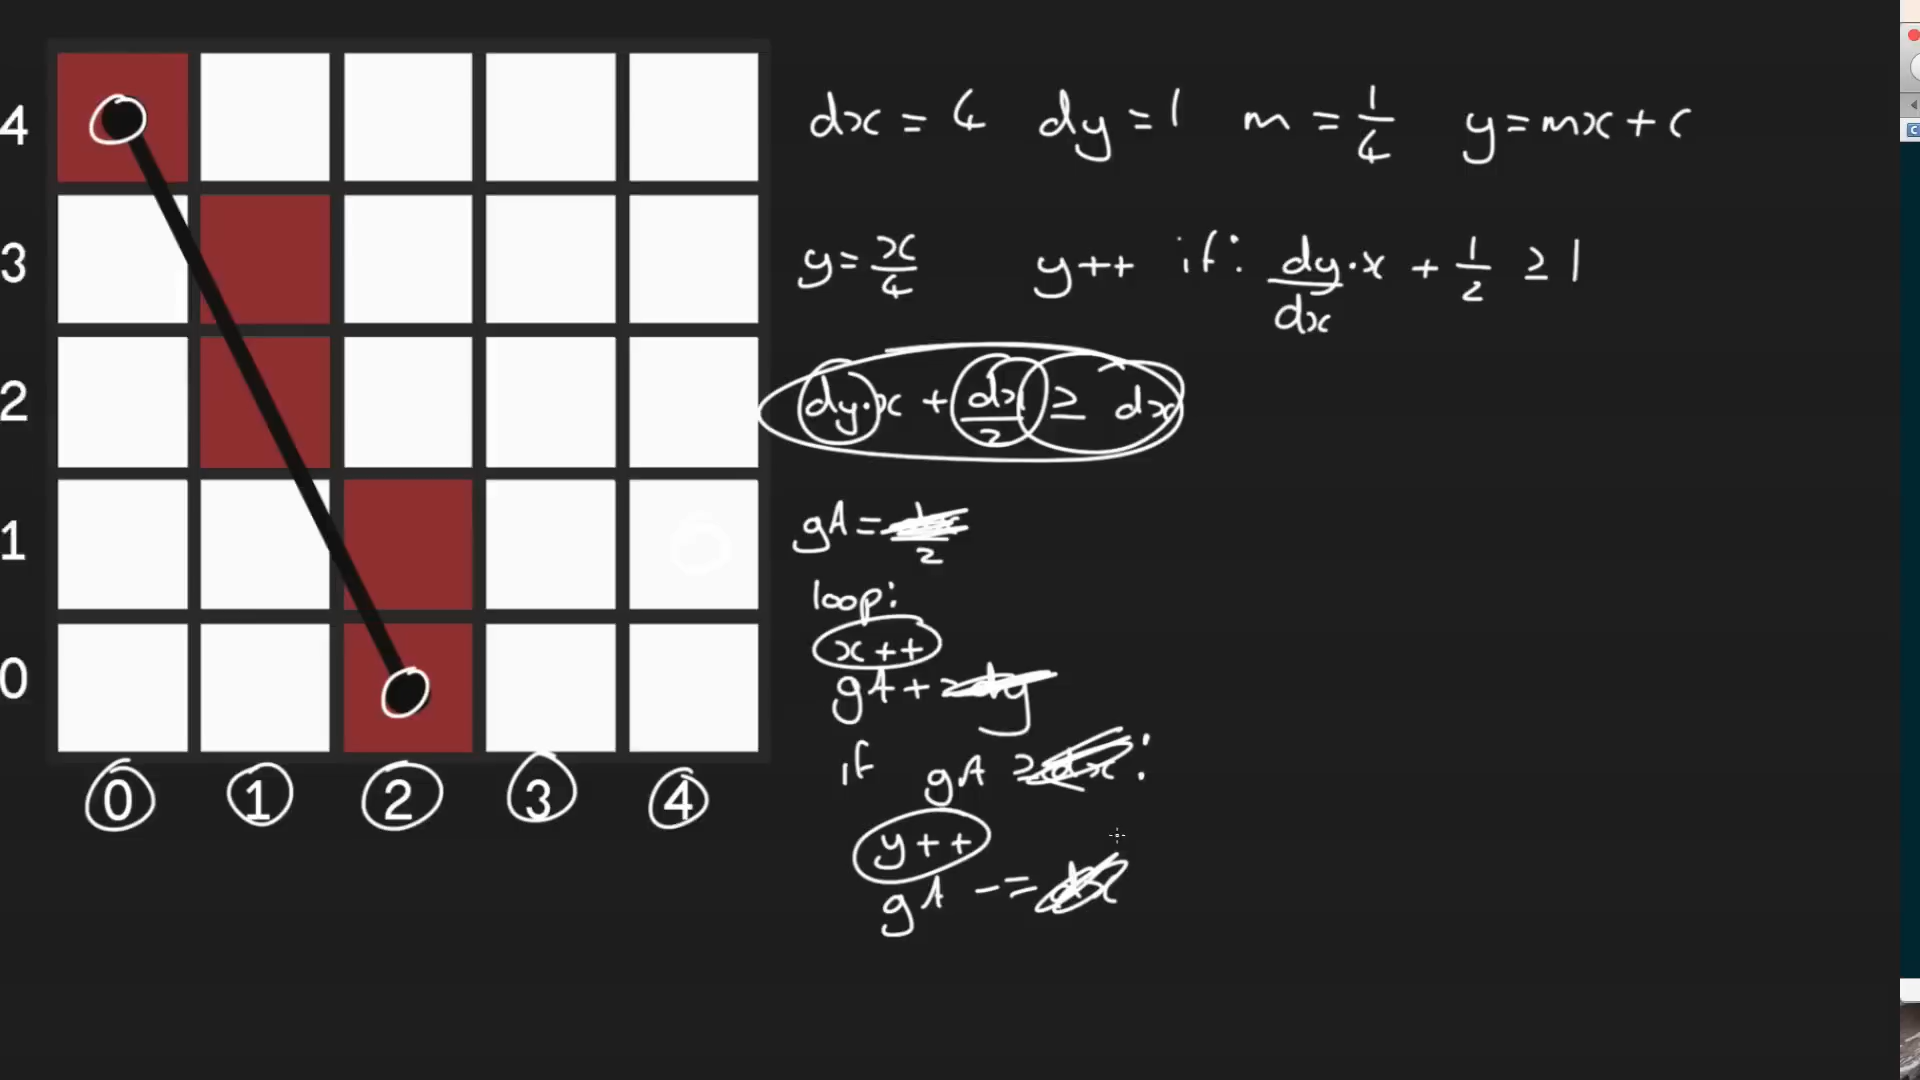 4
3
2
1
0
0 1 2 3 4
dx = 4 dy = 1 m = 1/4 y = mx + c
y = x/4 y++ if: dy/dx·x + 1/2 ≥ 1
dy·x + dx/2 ≥ dx
gA = 2
loop:
x++
gA +
if gA :
y++
gA -=